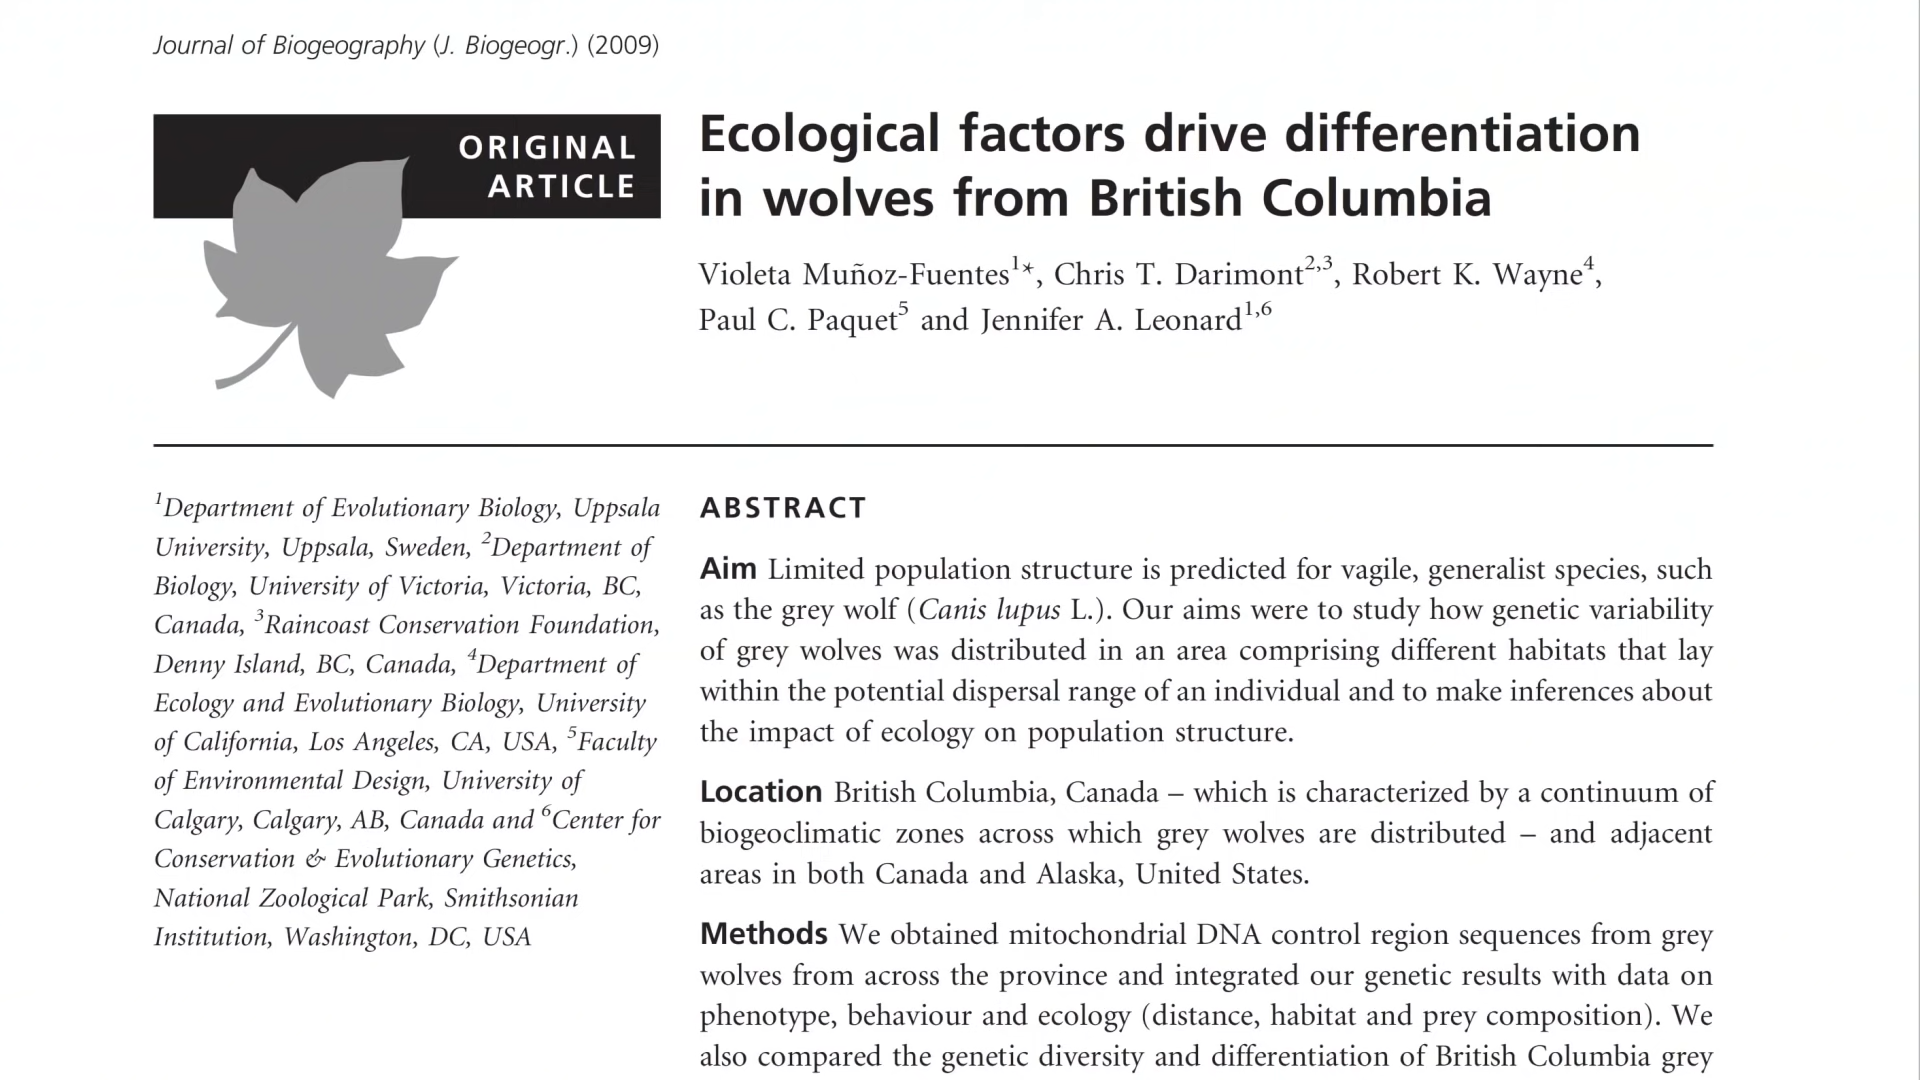 Journal of Biogeography (J. Biogeogr.) (2009)
ORIGINAL
ARTICLE
Ecological factors drive differentiation
in wolves from British Columbia
Violeta Muñoz-Fuentes1*, Chris T. Darimont2,3, Robert K. Wayne4,
Paul C. Paquet5 and Jennifer A. Leonard1,6
1Department of Evolutionary Biology, Uppsala
University, Uppsala, Sweden, 2Department of
Biology, University of Victoria, Victoria, BC,
Canada, 3Raincoast Conservation Foundation,
Denny Island, BC, Canada, 4Department of
Ecology and Evolutionary Biology, University
of California, Los Angeles, CA, USA, 5Faculty
of Environmental Design, University of
Calgary, Calgary, AB, Canada and 6Center for
Conservation & Evolutionary Genetics,
National Zoological Park, Smithsonian
Institution, Washington, DC, USA
ABSTRACT
Aim Limited population structure is predicted for vagile, generalist species, such
as the grey wolf (Canis lupus L.). Our aims were to study how genetic variability
of grey wolves was distributed in an area comprising different habitats that lay
within the potential dispersal range of an individual and to make inferences about
the impact of ecology on population structure.
Location British Columbia, Canada – which is characterized by a continuum of
biogeoclimatic zones across which grey wolves are distributed – and adjacent
areas in both Canada and Alaska, United States.
Methods We obtained mitochondrial DNA control region sequences from grey
wolves from across the province and integrated our genetic results with data on
phenotype, behaviour and ecology (distance, habitat and prey composition). We
also compared the genetic diversity and differentiation of British Columbia grey